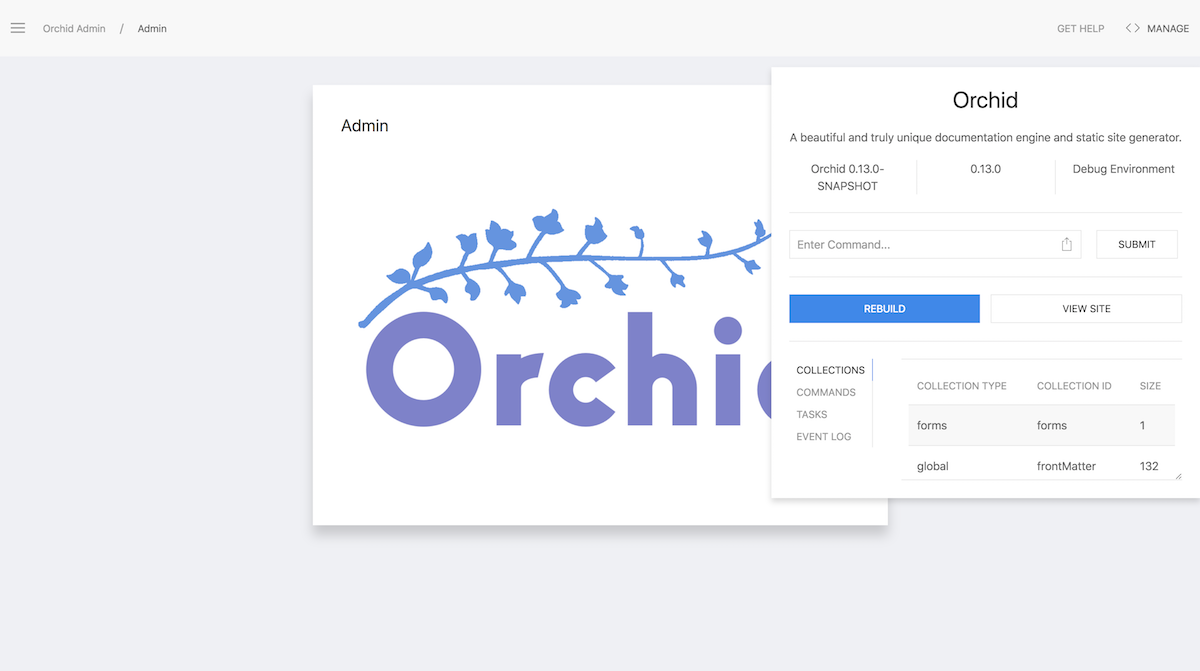 Orchid Admin / Admin
GET HELP
<> MANAGE
Admin
Orchi
Orchid
A beautiful and truly unique documentation engine and static site generator.
Orchid 0.13.0-
SNAPSHOT
0.13.0
Debug Environment
Enter Command...
SUBMIT
REBUILD
VIEW SITE
COLLECTIONS
COMMANDS
TASKS
EVENT LOG
COLLECTION TYPE COLLECTION ID SIZE
forms forms 1
global frontMatter 132